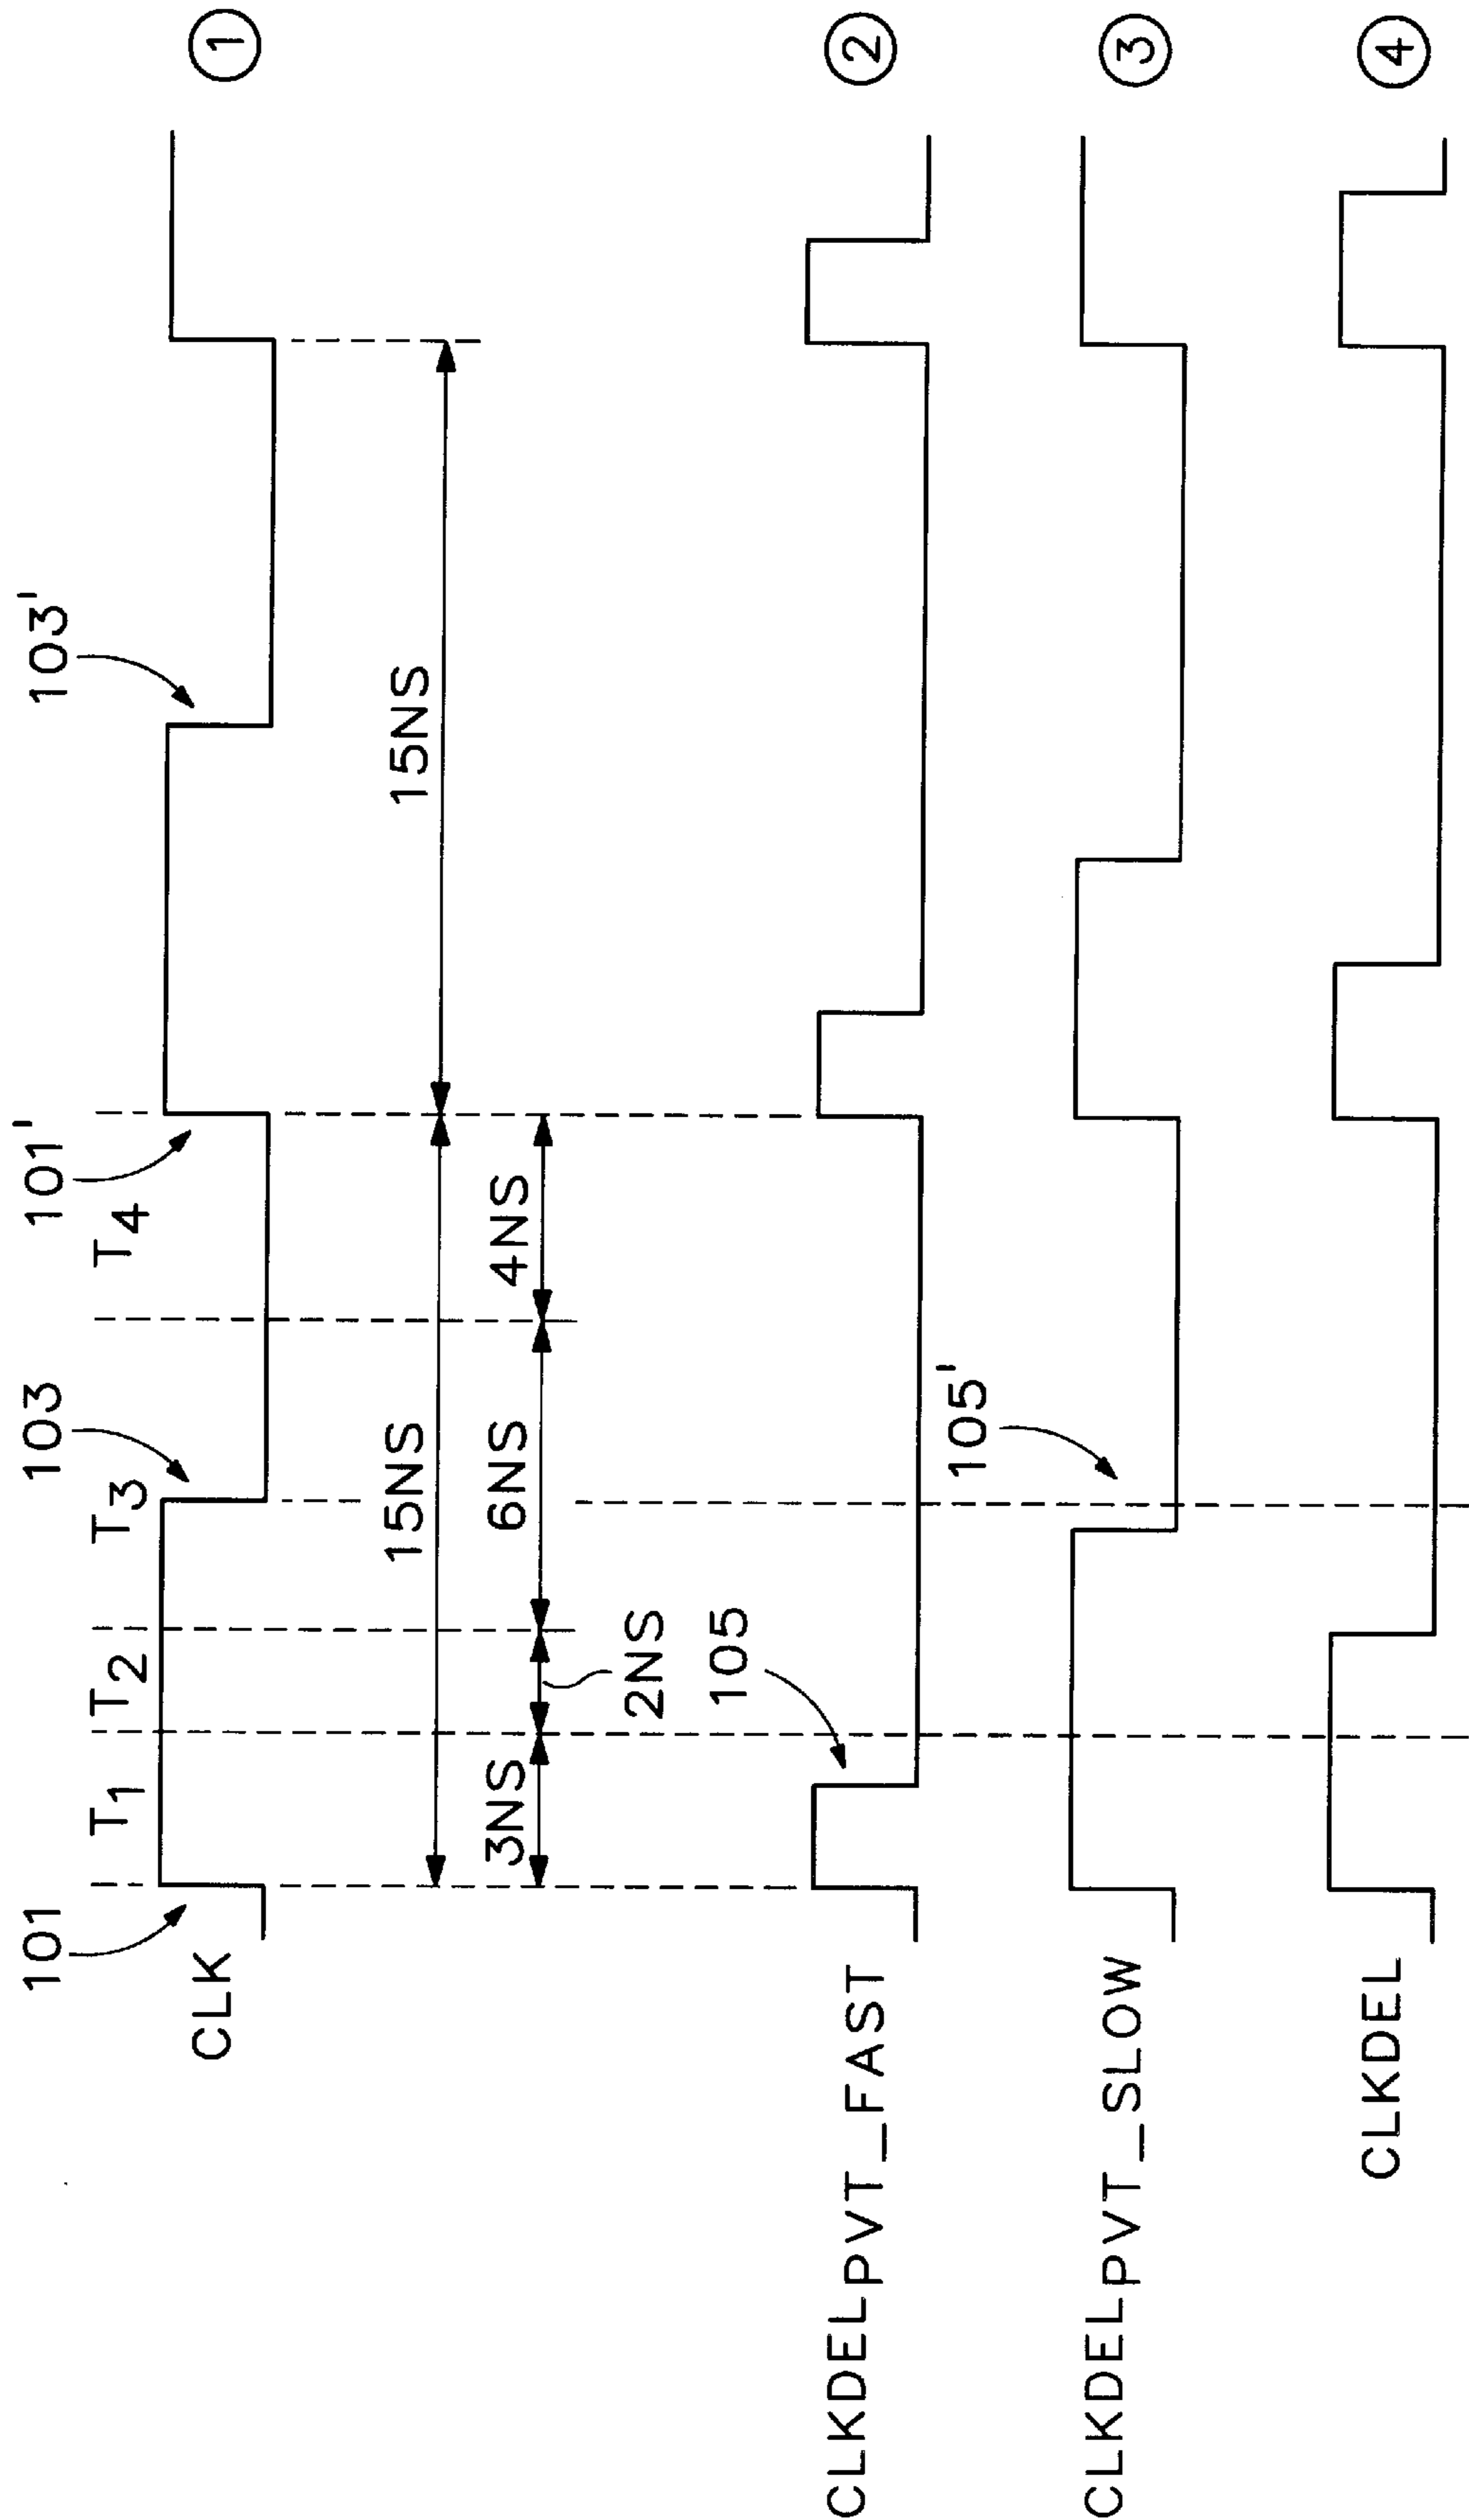 101 103 101' 103'
T1 T2 T3 T4
CLK ①
15NS 15NS
3NS 6NS 4NS
2NS
105
CLKDELPVT_FAST ②
105'
CLKDELPVT_SLOW ③
CLKDEL ④